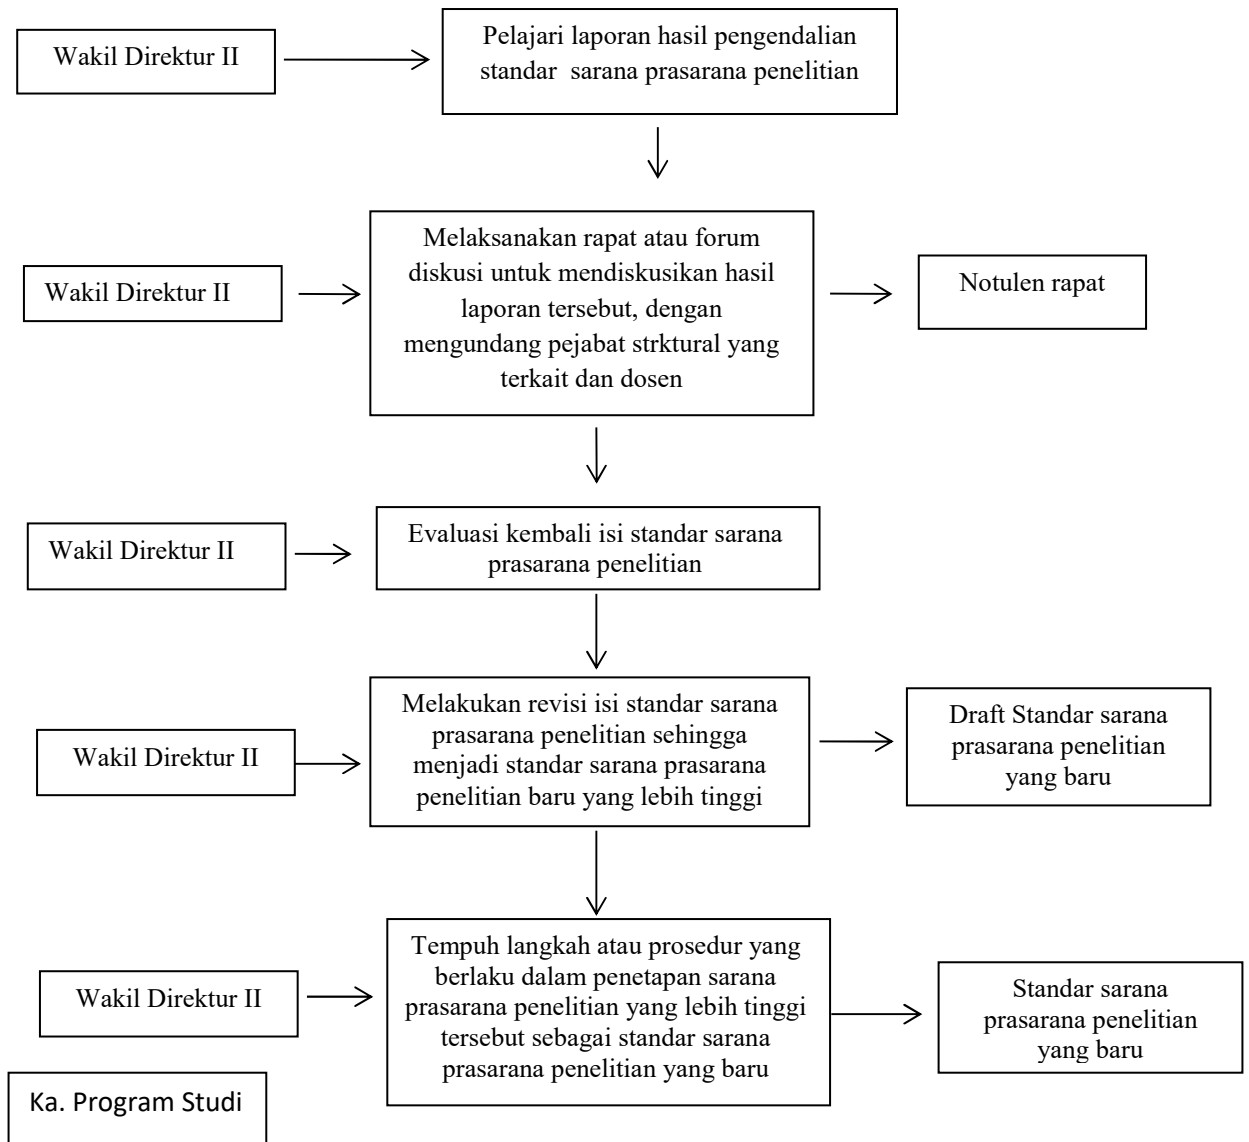 Wakil Direktur II
Pelajari laporan hasil pengendalian
standar sarana prasarana penelitian
Wakil Direktur II
Melaksanakan rapat atau forum
diskusi untuk mendiskusikan hasil
laporan tersebut, dengan
mengundang pejabat strktural yang
terkait dan dosen
Notulen rapat
Wakil Direktur II
Evaluasi kembali isi standar sarana
prasarana penelitian
Wakil Direktur II
Melakukan revisi isi standar sarana
prasarana penelitian sehingga
menjadi standar sarana prasarana
penelitian baru yang lebih tinggi
Draft Standar sarana
prasarana penelitian
yang baru
Wakil Direktur II
Tempuh langkah atau prosedur yang
berlaku dalam penetapan sarana
prasarana penelitian yang lebih tinggi
tersebut sebagai standar sarana
prasarana penelitian yang baru
Standar sarana
prasarana penelitian
yang baru
Ka. Program Studi